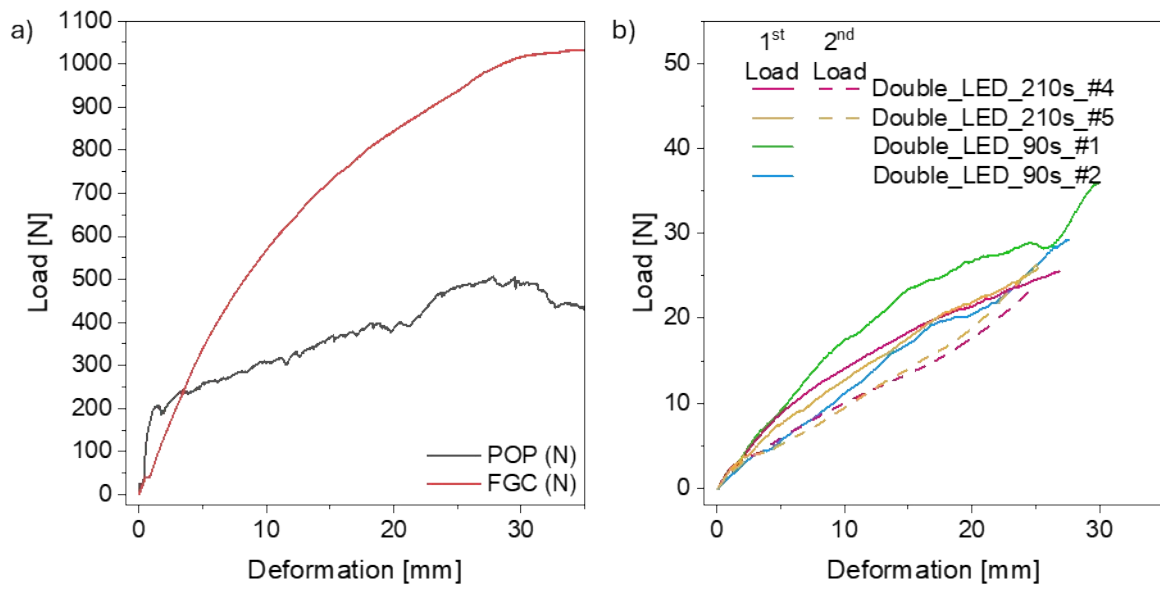 a)
1100
1000
900
800
700
600
500
400
300
200
100
0
Load [N]
0 10 20 30
Deformation [mm]
POP (N)
FGC (N)
b)
50
40
30
20
10
0
Load [N]
0 10 20 30
Deformation [mm]
1st 2nd
Load Load
Double_LED_210s_#4
Double_LED_210s_#5
Double_LED_90s_#1
Double_LED_90s_#2